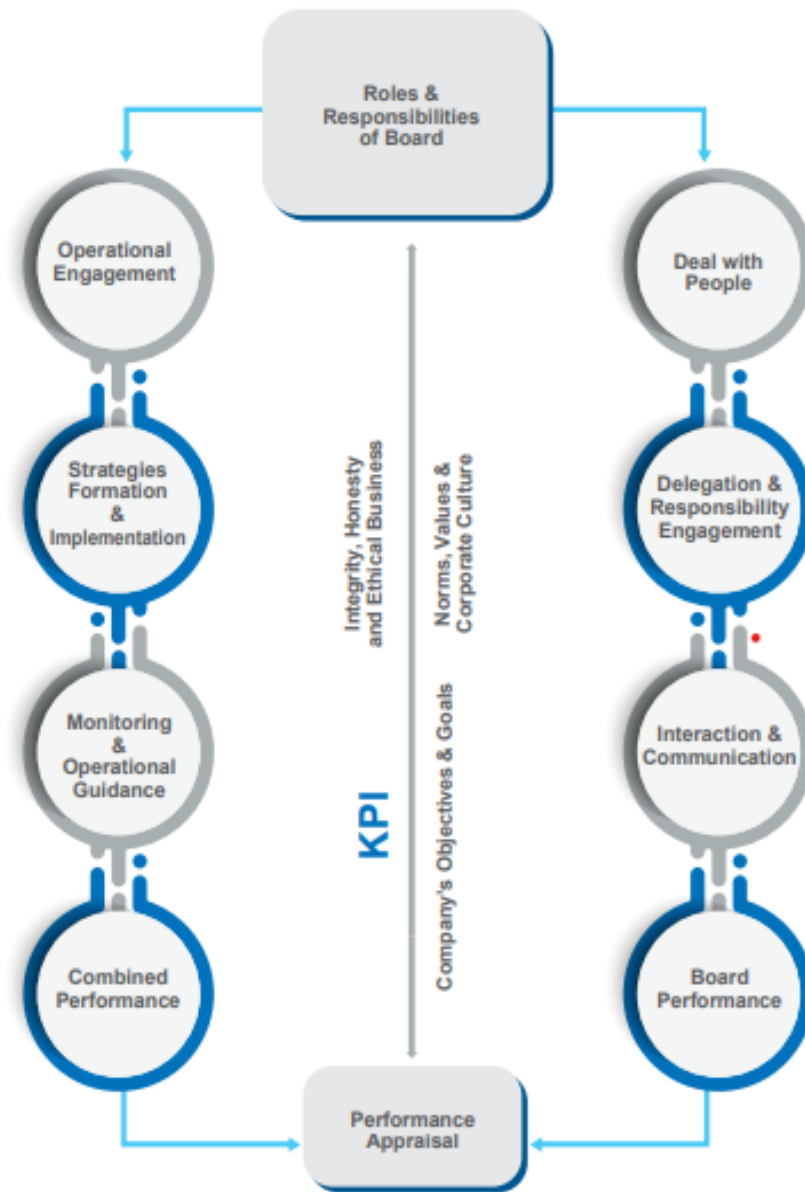 Roles &
Responsibilities
of Board
Operational
Engagement
Deal with
People
Strategies
Formation
&
Implementation
Integrity, Honesty
and Ethical Business
Norms, Values &
Corporate Culture
Delegation &
Responsibility
Engagement
Monitoring
&
Operational
Guidance
KPI
Company's Objectives & Goals
Interaction &
Communication
Combined
Performance
Board
Performance
Performance
Appraisal